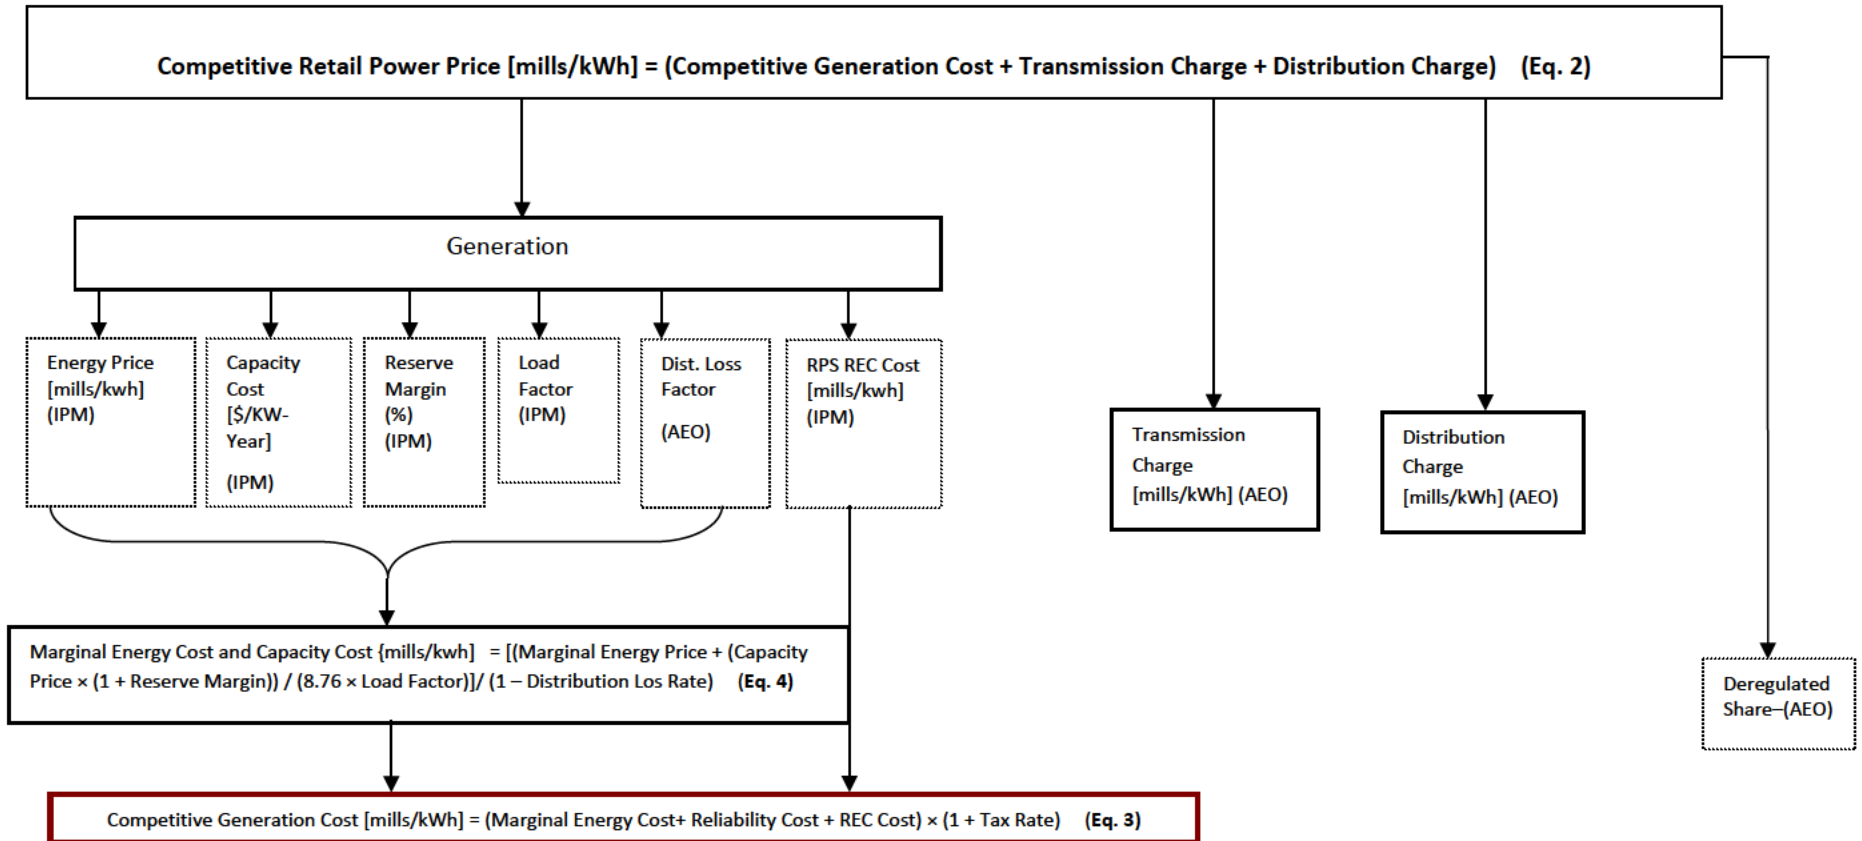 Competitive Retail Power Price [mills/kWh] = (Competitive Generation Cost + Transmission Charge + Distribution Charge) (Eq. 2)
Generation
Energy Price
[mills/kwh]
(IPM)
Capacity
Cost
[$/KW-
Year]
(IPM)
Reserve
Margin
(%)
(IPM)
Load
Factor
(IPM)
Dist. Loss
Factor
(AEO)
RPS REC Cost
[mills/kwh]
(IPM)
Transmission
Charge
[mills/kWh] (AEO)
Distribution
Charge
[mills/kWh] (AEO)
Marginal Energy Cost and Capacity Cost {mills/kwh] = [(Marginal Energy Price + (Capacity
Price × (1 + Reserve Margin)) / (8.76 × Load Factor)]/ (1 – Distribution Los Rate) (Eq. 4)
Deregulated
Share–(AEO)
Competitive Generation Cost [mills/kWh] = (Marginal Energy Cost+ Reliability Cost + REC Cost) × (1 + Tax Rate) (Eq. 3)